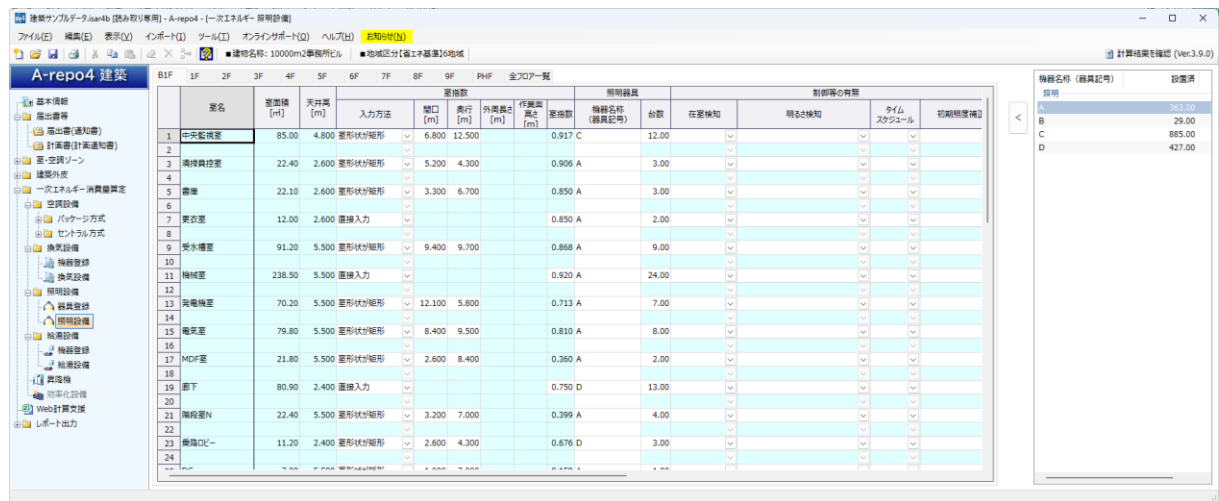 建築サンプルデータ.isar4b [読み取り専用] - A-repo4 - [一次エネルギー 照明設備]
ファイル(F) 編集(E) 表示(V) インポート(I) ツール(T) オンラインサポート(O) ヘルプ(H) お知らせ(N)
■建物名称: 10000m2事務所ビル ■地域区分【省エネ基準】6地域 計算結果を確認 (Ver.3.9.0)
A-repo4 建築
基本情報
届出書等
届出書(通知書)
計画書(計画通知書)
室・空調ゾーン
建築外皮
一次エネルギー消費量算定
空調設備
パッケージ方式
セントラル方式
換気設備
機器登録
換気設備
照明設備
器具登録
照明設備
給湯設備
機器登録
給湯設備
昇降機
効率化設備
Web計算支援
レポート出力
B1F 1F 2F 3F 4F 5F 6F 7F 8F 9F PHF 全フロア一覧
室名 室面積 [㎡] 天井高 [m] 室指数 照明器具 制御等の有無
入力方法 間口 [m] 奥行 [m] 外周長さ [m] 作業面高さ [m] 室指数 機器名称 (器具記号) 台数 在室検知 明るさ検知 タイムスケジュール 初期照度補正
1 中央監視室 85.00 4.800 室形状が矩形 6.800 12.500 0.917 C 12.00
2
3 清掃員控室 22.40 2.600 室形状が矩形 5.200 4.300 0.906 A 3.00
4
5 書庫 22.10 2.600 室形状が矩形 3.300 6.700 0.850 A 3.00
6
7 更衣室 12.00 2.600 直接入力 0.850 A 2.00
8
9 受水槽室 91.20 5.500 室形状が矩形 9.400 9.700 0.868 A 9.00
10
11 機械室 238.50 5.500 直接入力 0.920 A 24.00
12
13 発電機室 70.20 5.500 室形状が矩形 12.100 5.800 0.713 A 7.00
14
15 電気室 79.80 5.500 室形状が矩形 8.400 9.500 0.810 A 8.00
16
17 MDF室 21.80 5.500 室形状が矩形 2.600 8.400 0.360 A 2.00
18
19 廊下 80.90 2.400 直接入力 0.750 D 13.00
20
21 階段室N 22.40 5.500 室形状が矩形 3.200 7.000 0.399 A 4.00
22
23 乗降ロビー 11.20 2.400 室形状が矩形 2.600 4.300 0.676 D 3.00
24
<
機器名称 (器具記号) 設置済
照明
A 363.00
B 29.00
C 885.00
D 427.00